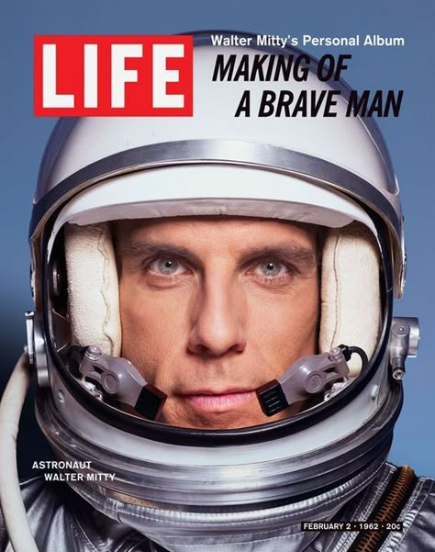 LIFE
Walter Mitty's Personal Album
MAKING OF
A BRAVE MAN
ASTRONAUT
WALTER MITTY
FEBRUARY 2 · 1962 · 20¢